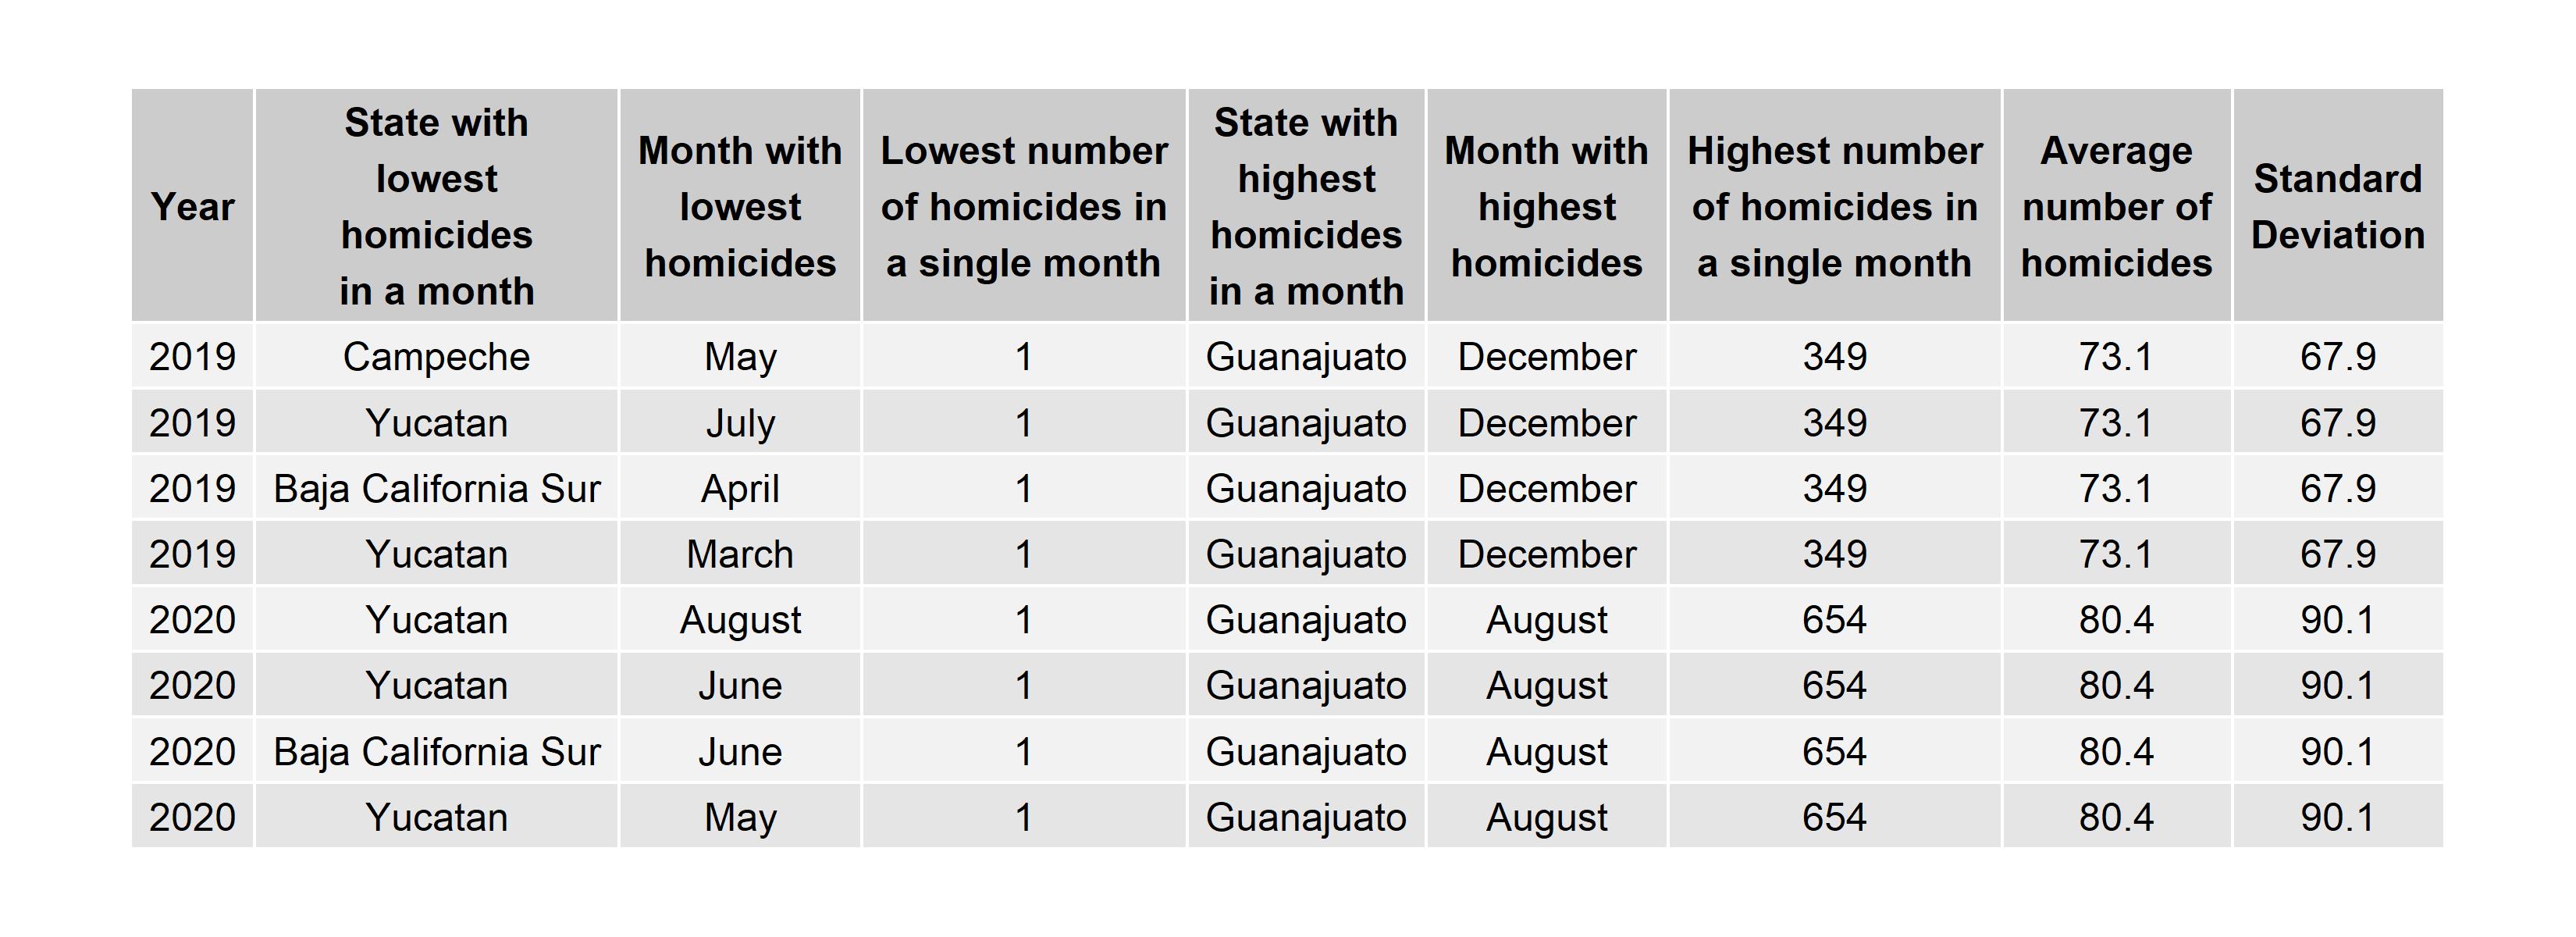 Year State with lowest homicides in a month Month with lowest homicides Lowest number of homicides in a single month State with highest homicides in a month Month with highest homicides Highest number of homicides in a single month Average number of homicides Standard Deviation
2019 Campeche May 1 Guanajuato December 349 73.1 67.9
2019 Yucatan July 1 Guanajuato December 349 73.1 67.9
2019 Baja California Sur April 1 Guanajuato December 349 73.1 67.9
2019 Yucatan March 1 Guanajuato December 349 73.1 67.9
2020 Yucatan August 1 Guanajuato August 654 80.4 90.1
2020 Yucatan June 1 Guanajuato August 654 80.4 90.1
2020 Baja California Sur June 1 Guanajuato August 654 80.4 90.1
2020 Yucatan May 1 Guanajuato August 654 80.4 90.1